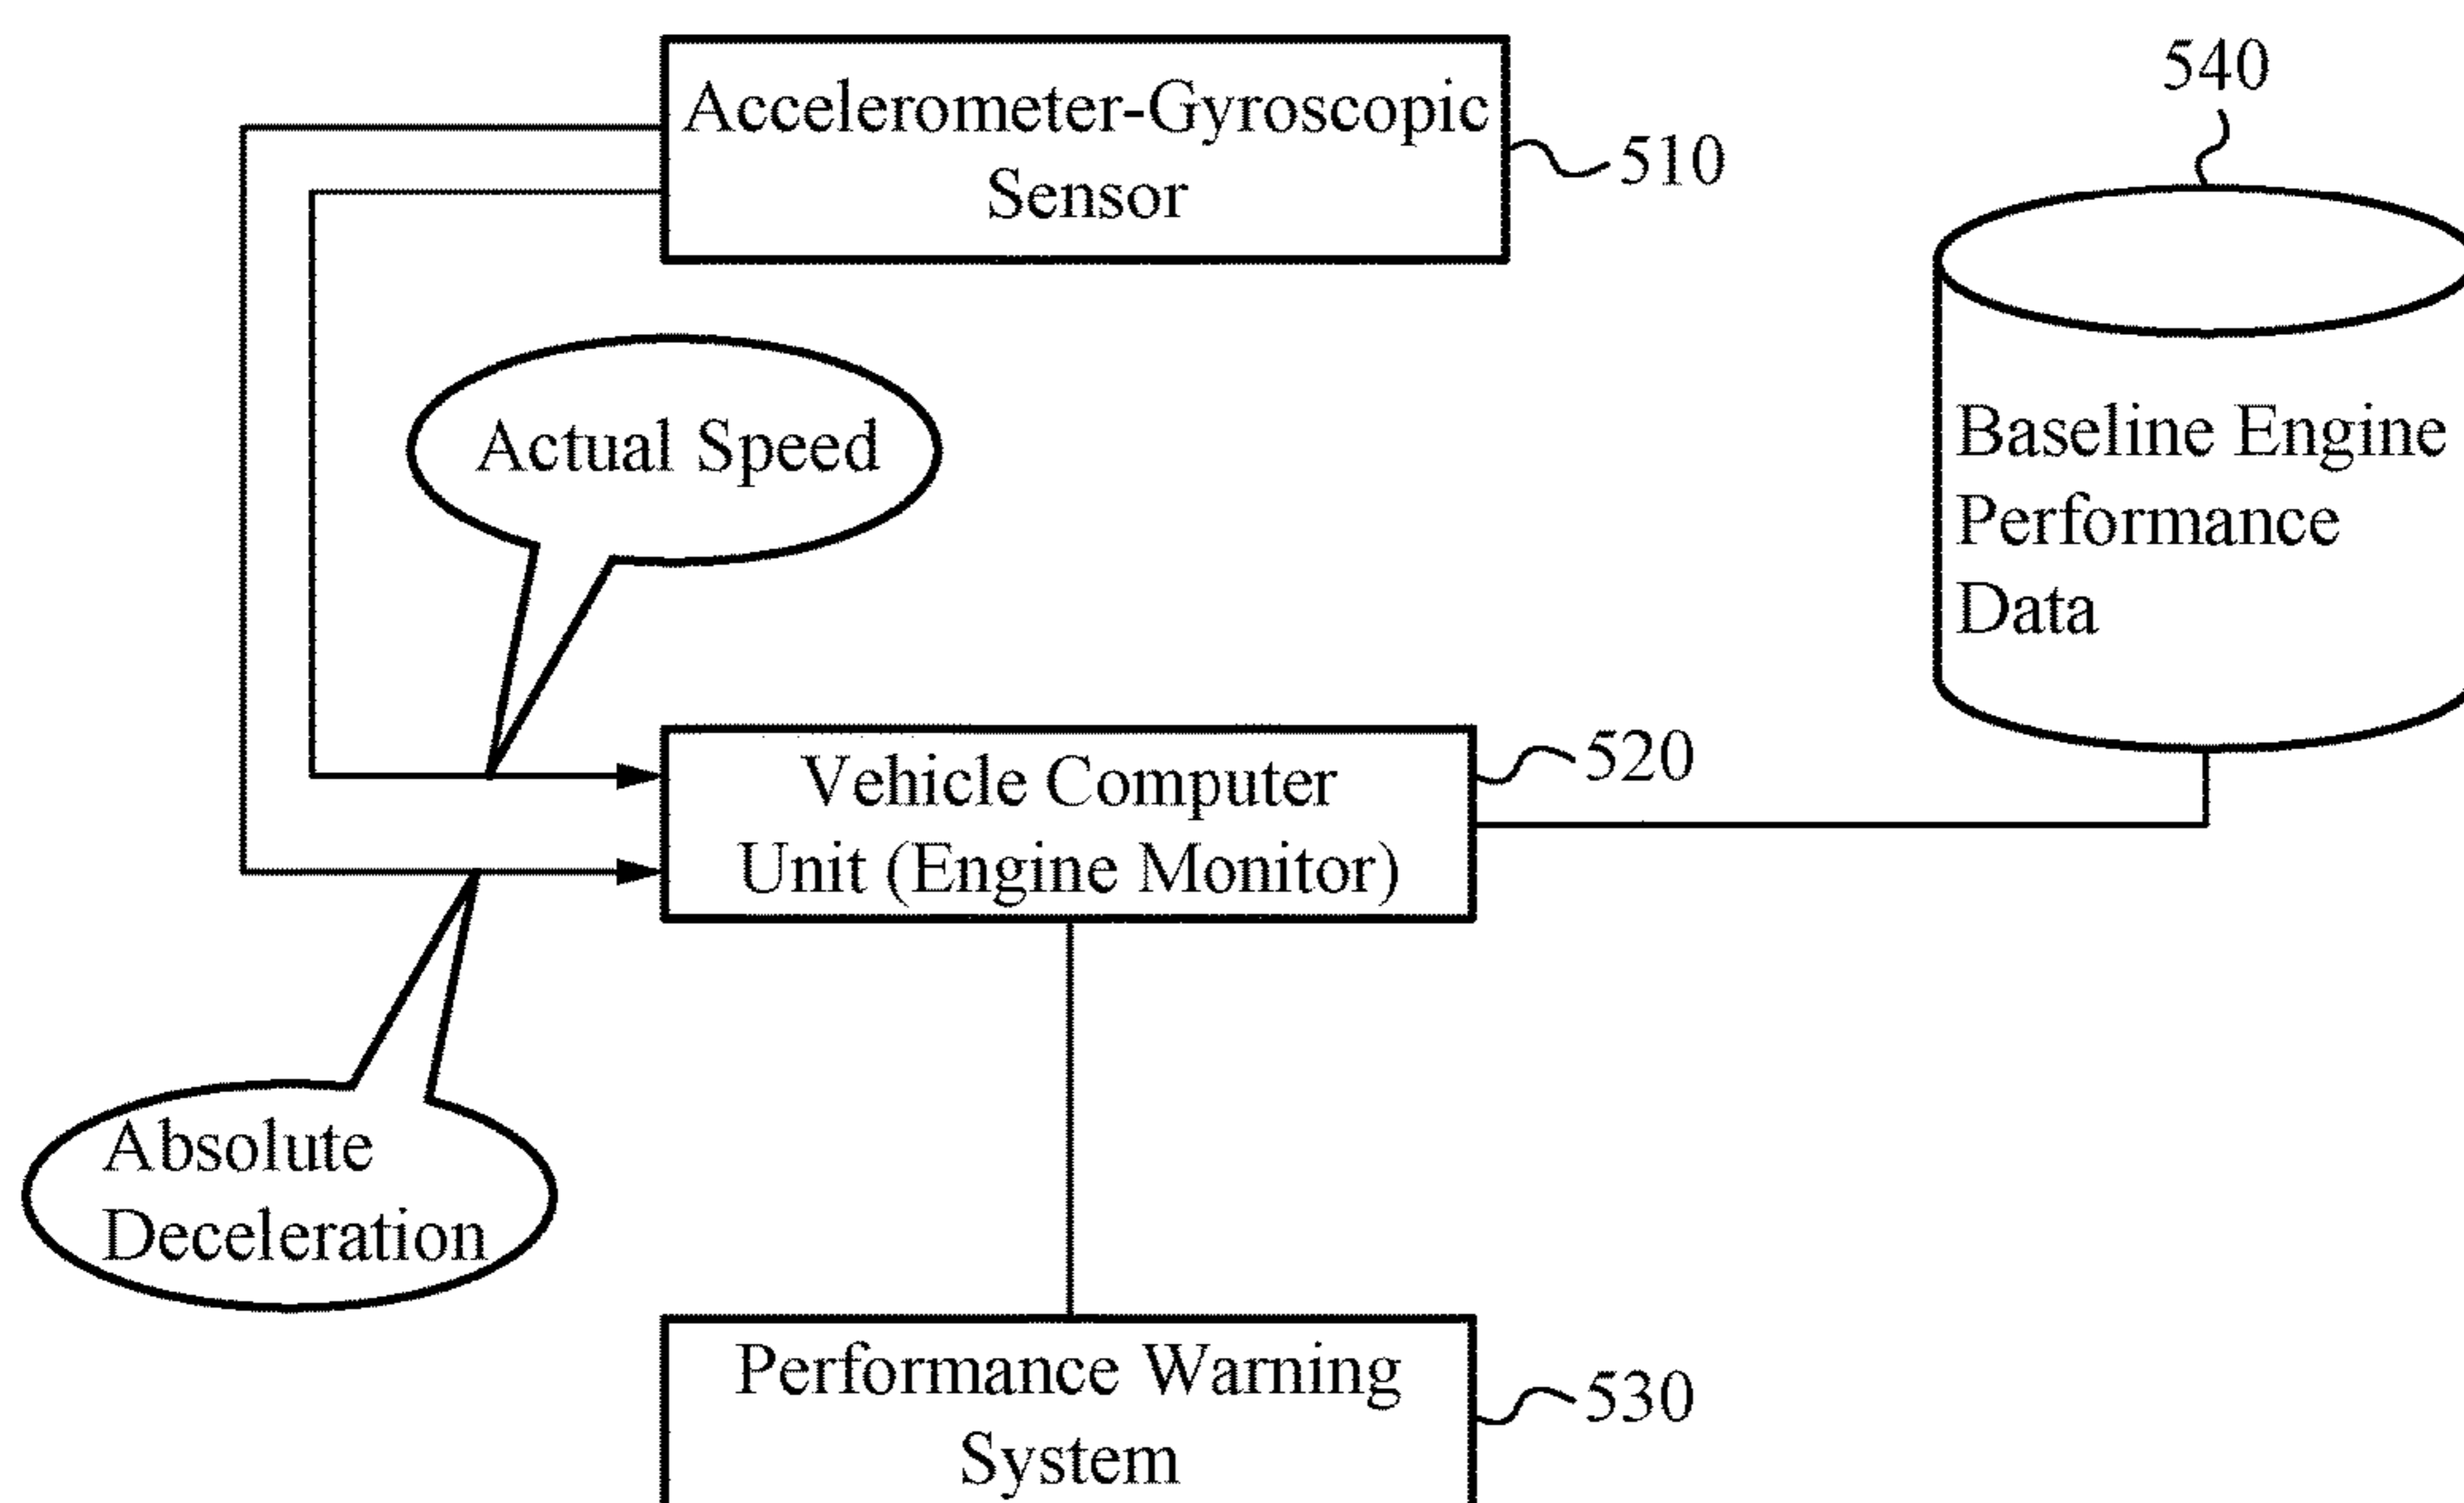 Accelerometer-Gyroscopic
Sensor
510
540
Actual Speed
Baseline Engine
Performance
Data
Vehicle Computer
Unit (Engine Monitor)
520
Absolute
Deceleration
Performance Warning
System
530